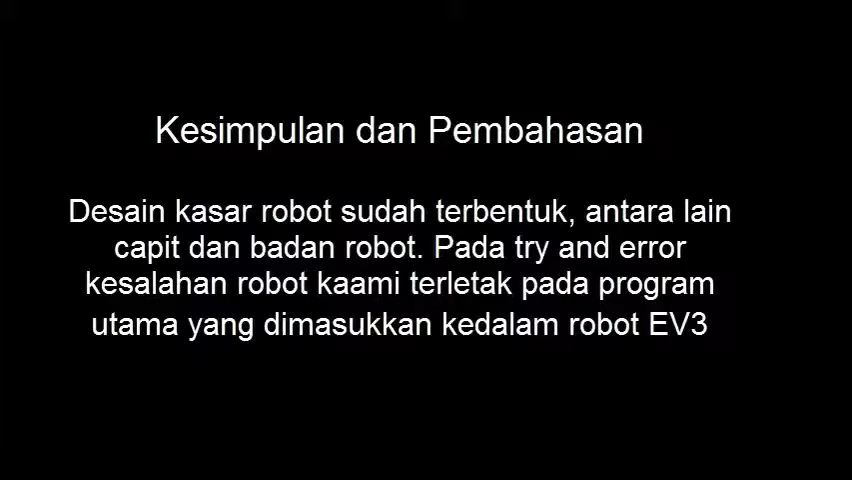 Kesimpulan dan Pembahasan
Desain kasar robot sudah terbentuk, antara lain
capit dan badan robot. Pada try and error
kesalahan robot kaami terletak pada program
utama yang dimasukkan kedalam robot EV3